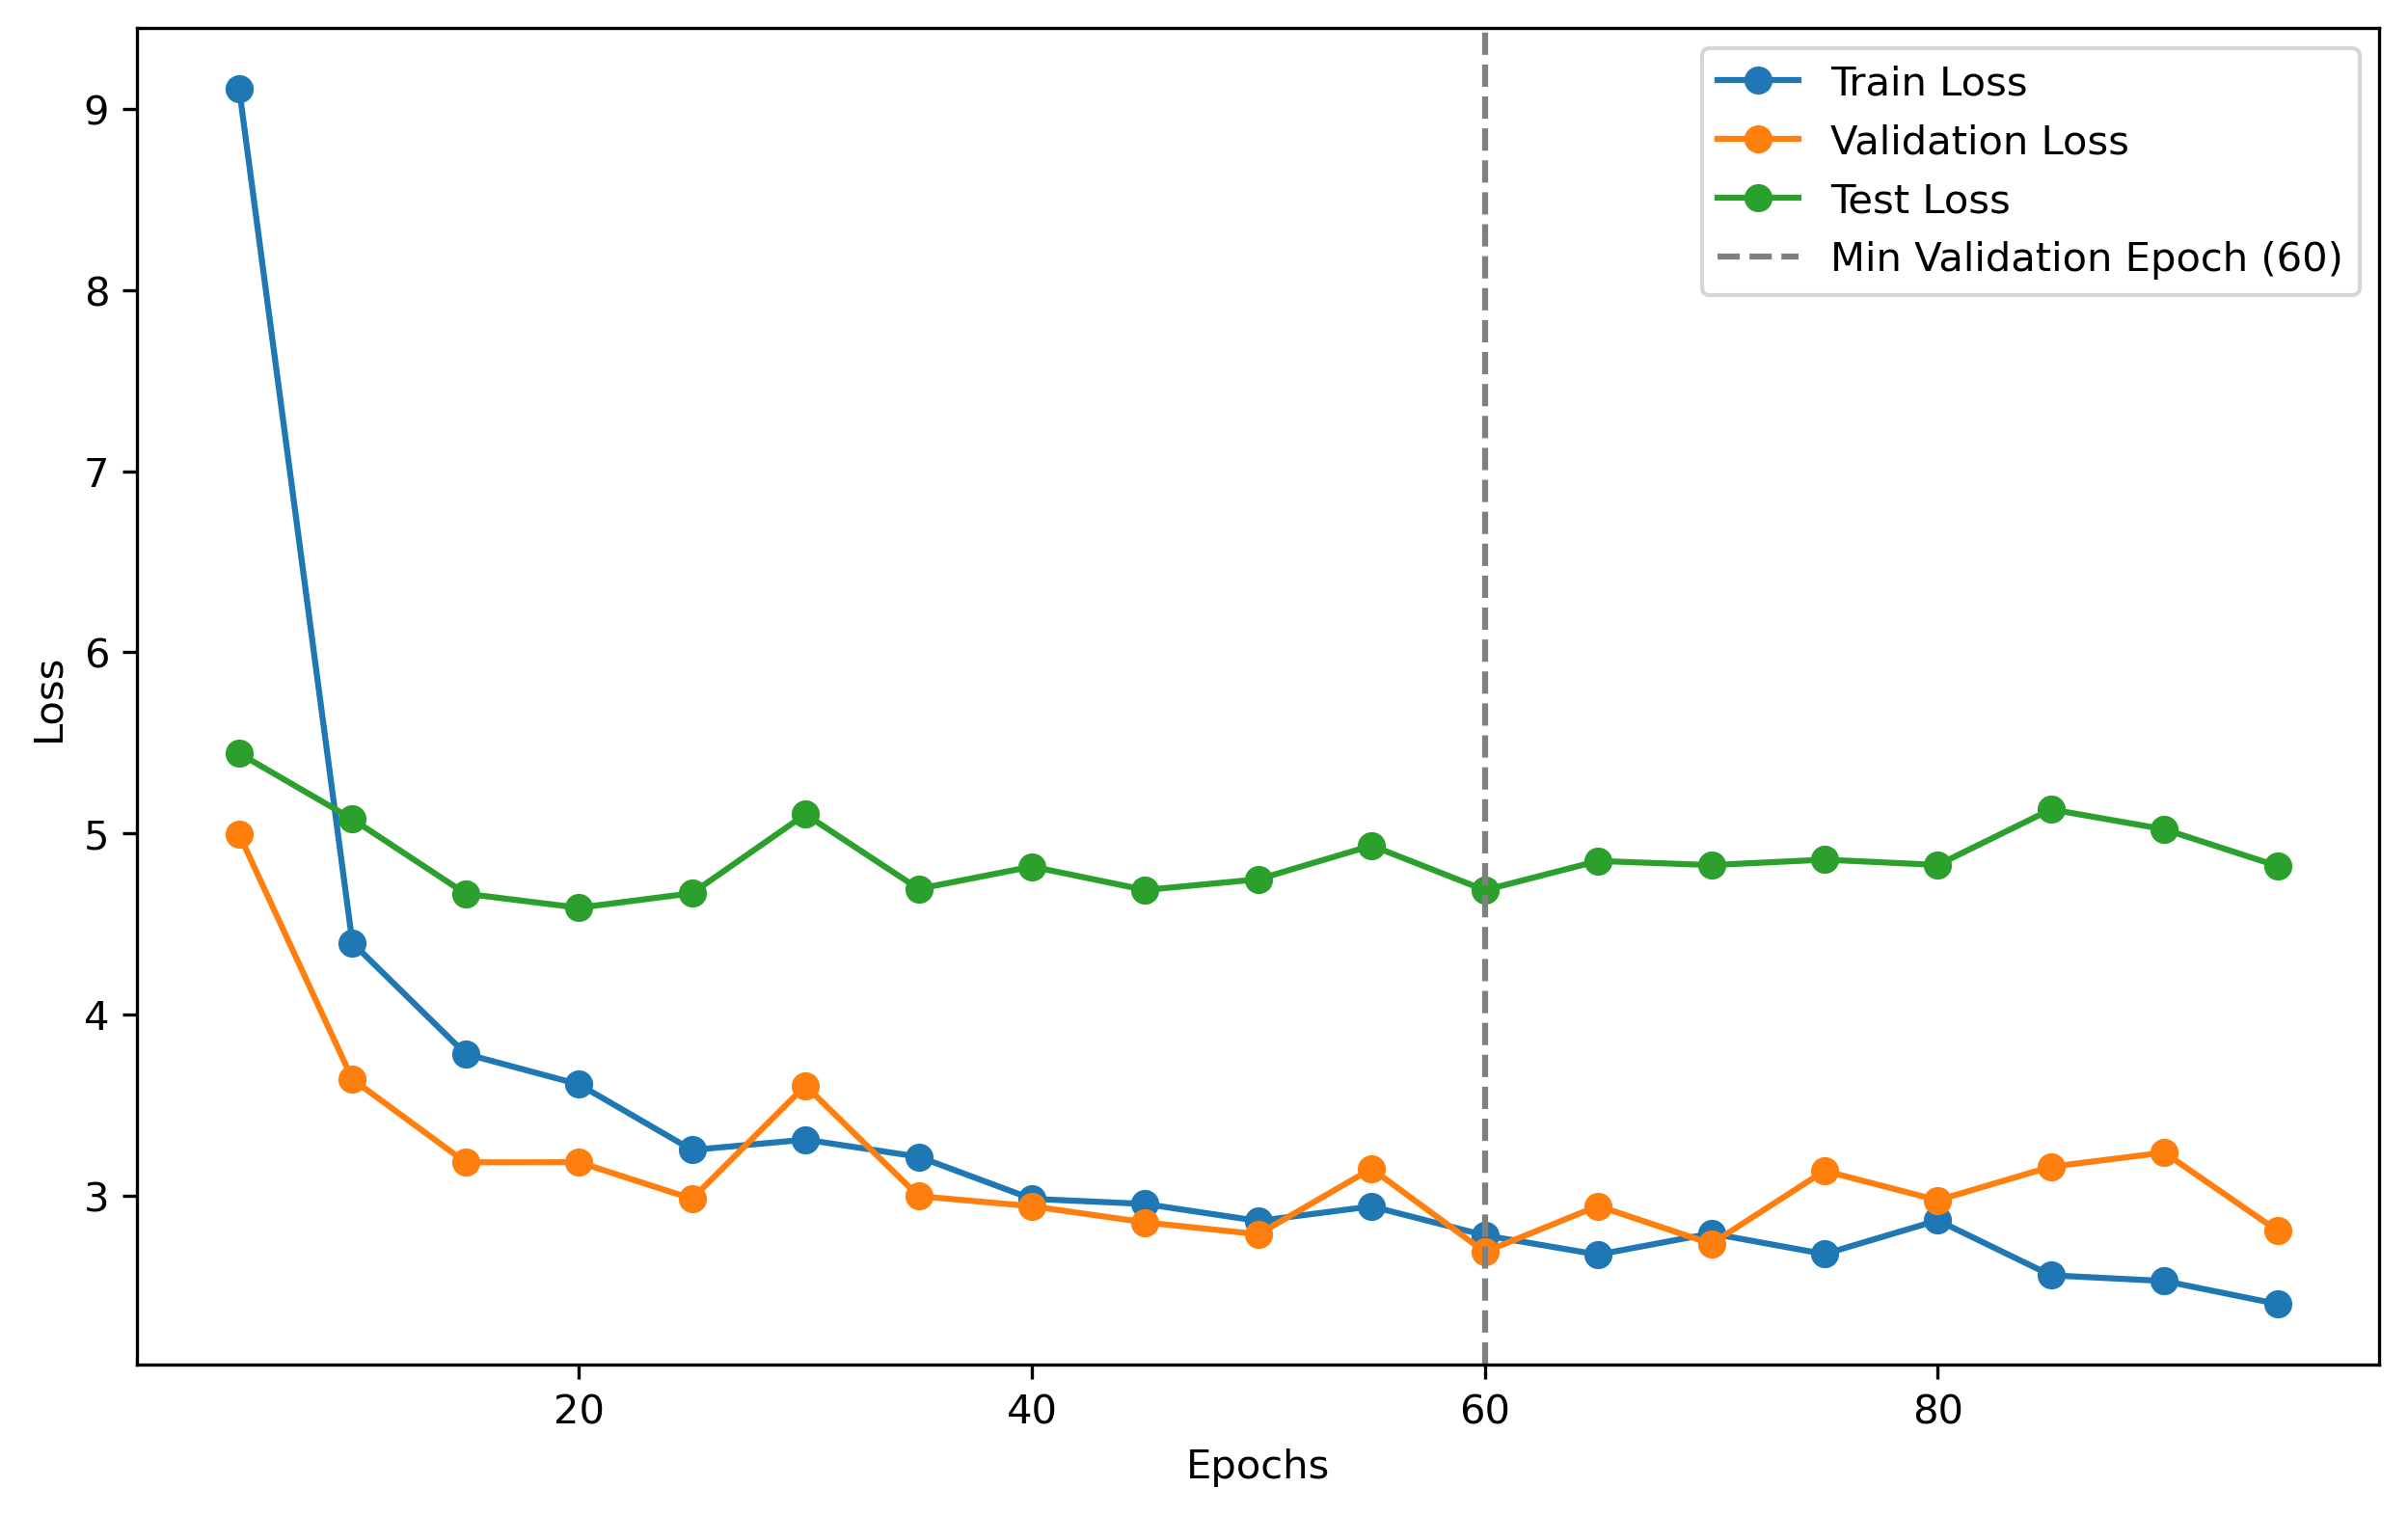 Train Loss
Validation Loss
Test Loss
Min Validation Epoch (60)
9
8
7
6
5
4
3
Loss
20 40 60 80
Epochs